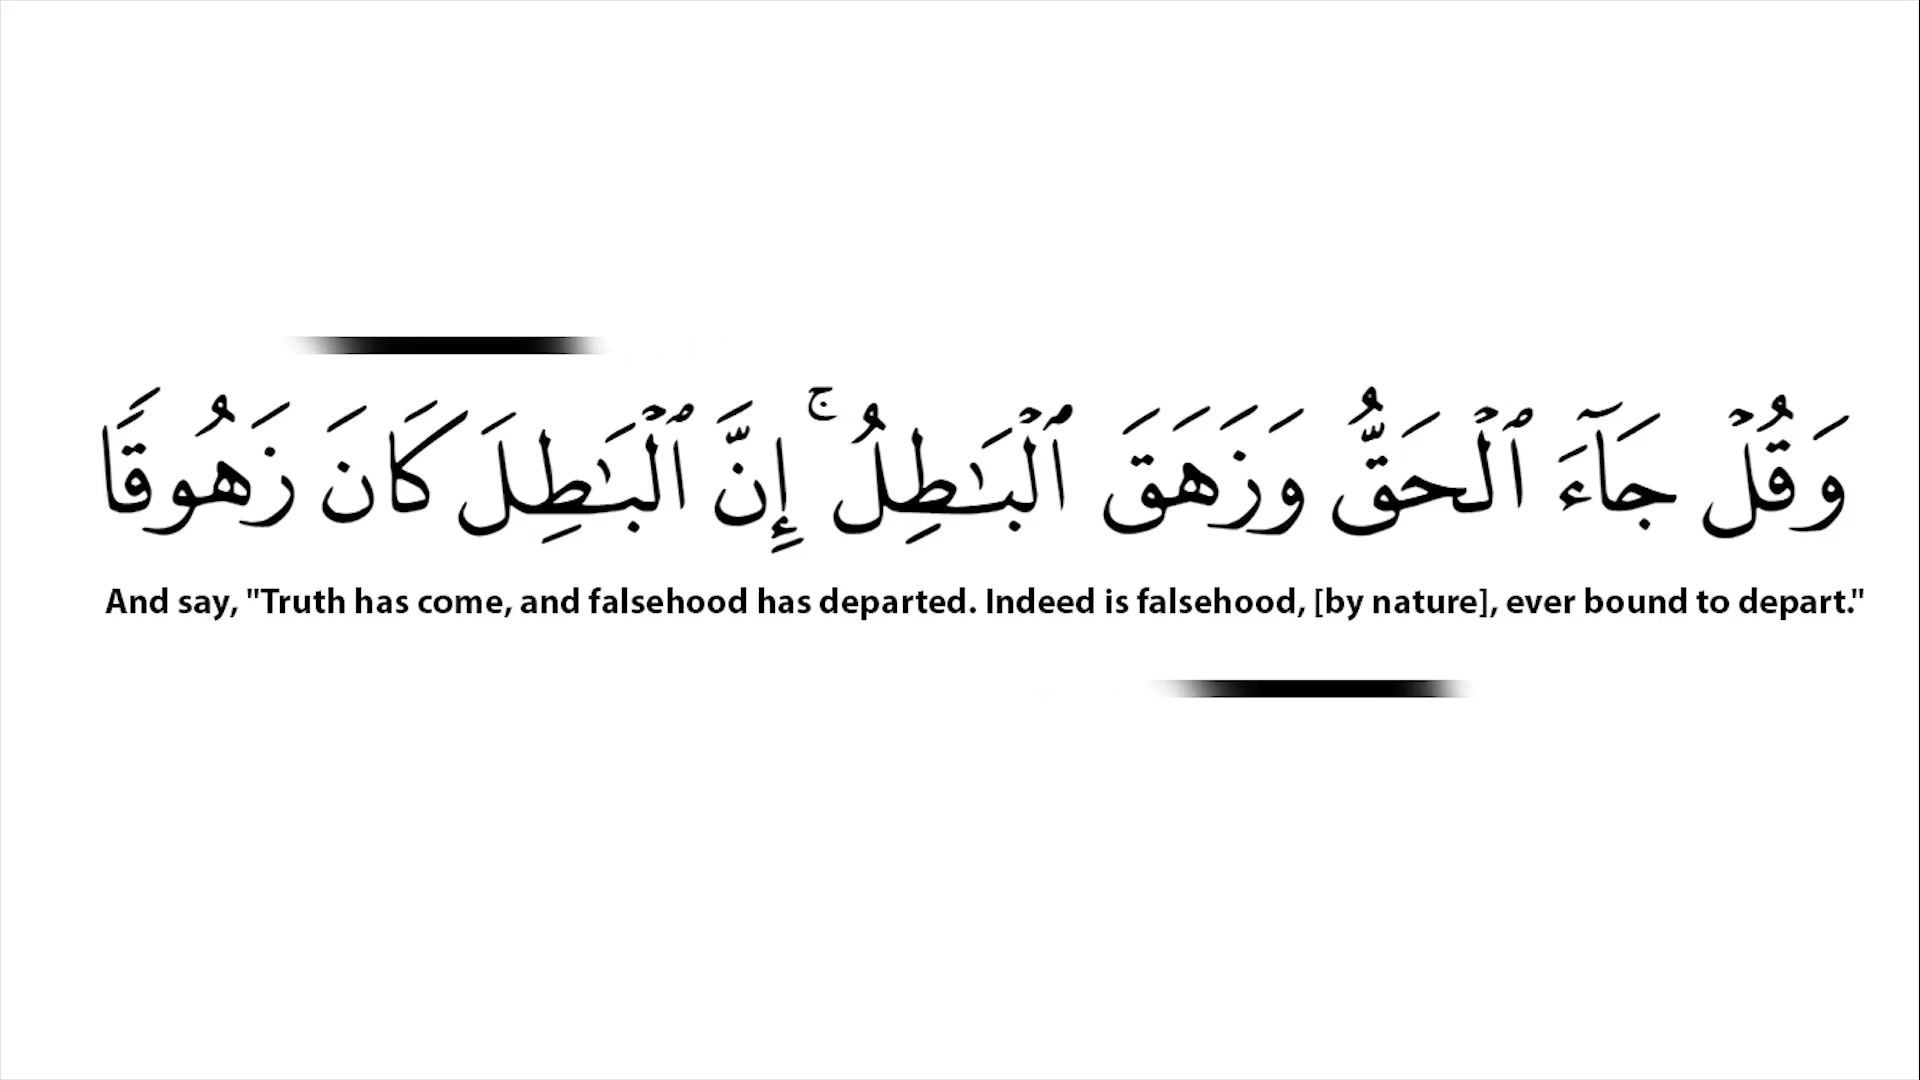 وَقُلْ جَآءَ ٱلْحَقُّ وَزَهَقَ ٱلْبَـٰطِلُ ۚ إِنَّ ٱلْبَـٰطِلَ كَانَ زَهُوقًا
And say, "Truth has come, and falsehood has departed. Indeed is falsehood, [by nature], ever bound to depart."